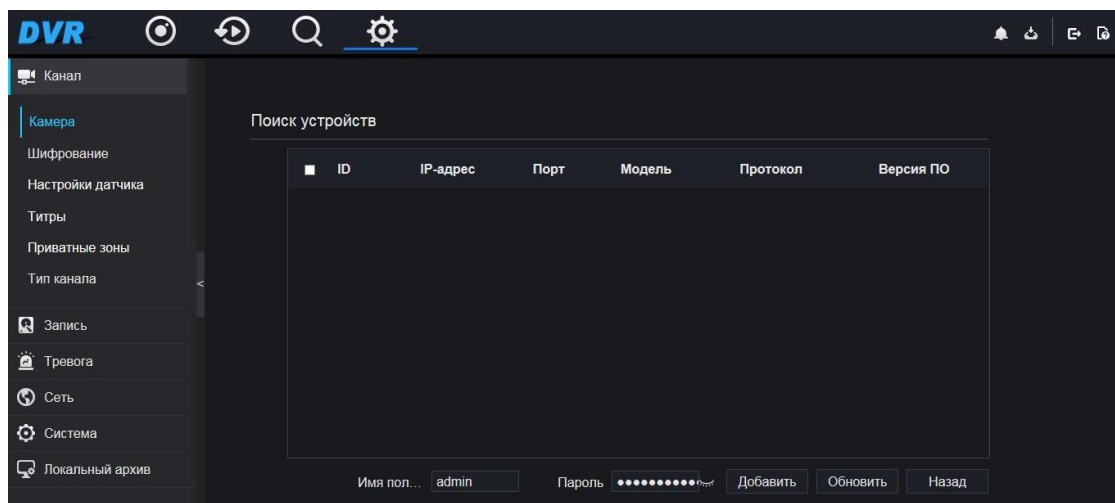 DVR
Канал
Камера
Шифрование
Настройки датчика
Титры
Приватные зоны
Тип канала
Запись
Тревога
Сеть
Система
Локальный архив
Поиск устройств
ID IP-адрес Порт Модель Протокол Версия ПО
Имя пол... admin Пароль ●●●●●●●●●●● Добавить Обновить Назад